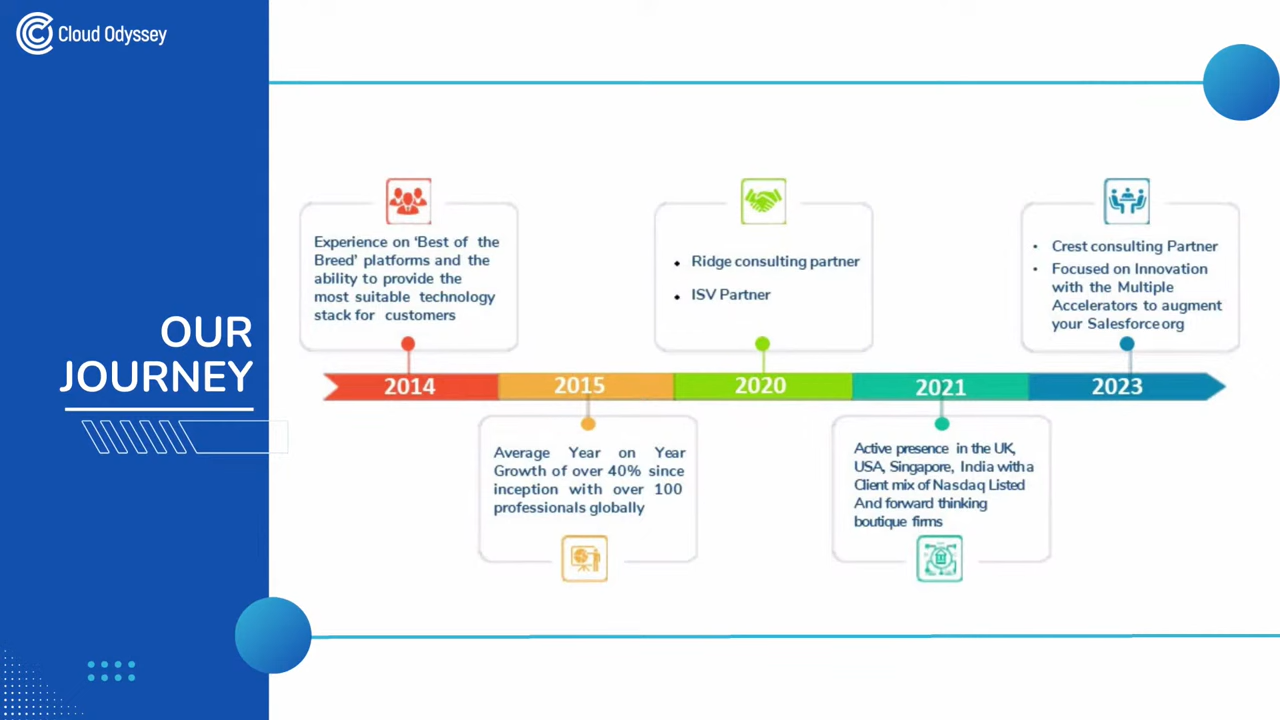 Cloud Odyssey
OUR
JOURNEY
Experience on ‘Best of the
Breed’ platforms and the
ability to provide the
most suitable technology
stack for customers
• Ridge consulting partner
• ISV Partner
• Crest consulting Partner
• Focused on Innovation
with the Multiple
Accelerators to augment
your Salesforce org
2014 2015 2020 2021 2023
Average Year on Year
Growth of over 40% since
inception with over 100
professionals globally
Active presence in the UK,
USA, Singapore, India with a
Client mix of Nasdaq Listed
And forward thinking
boutique firms